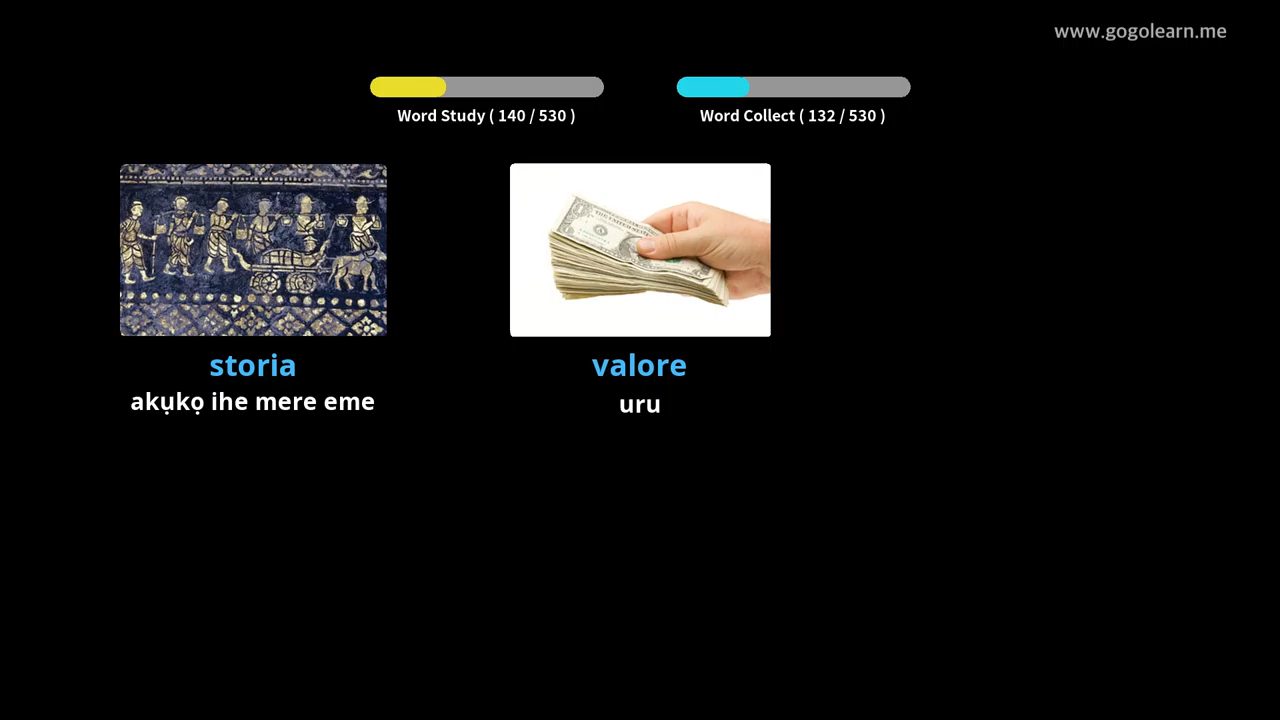 www.gogolearn.me
Word Study ( 140 / 530 )
Word Collect ( 132 / 530 )
storia
akụkọ ihe mere eme
valore
uru